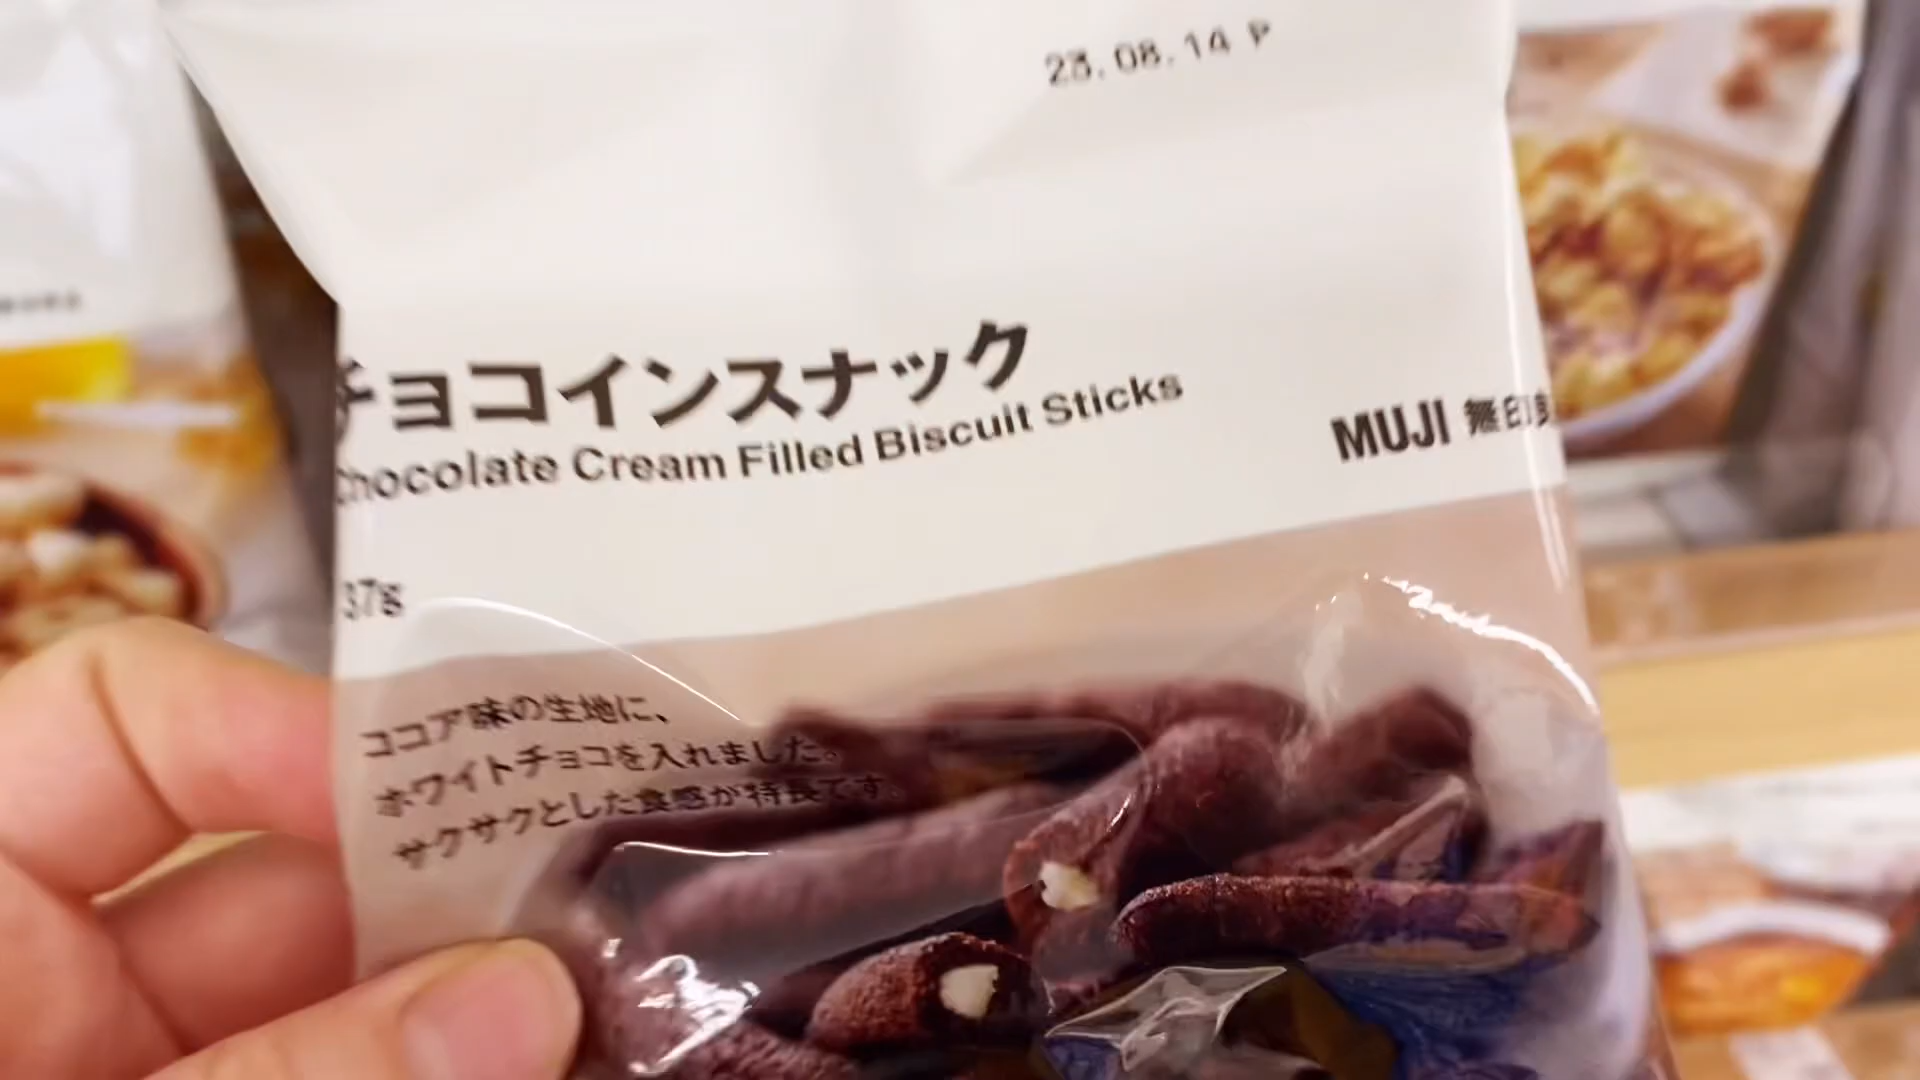 23.08.14 P
チョコインスナック
Chocolate Cream Filled Biscuit Sticks
MUJI 無印良
37g
ココア味の生地に、
ホワイトチョコを入れました。
サクサクとした食感が特長です。